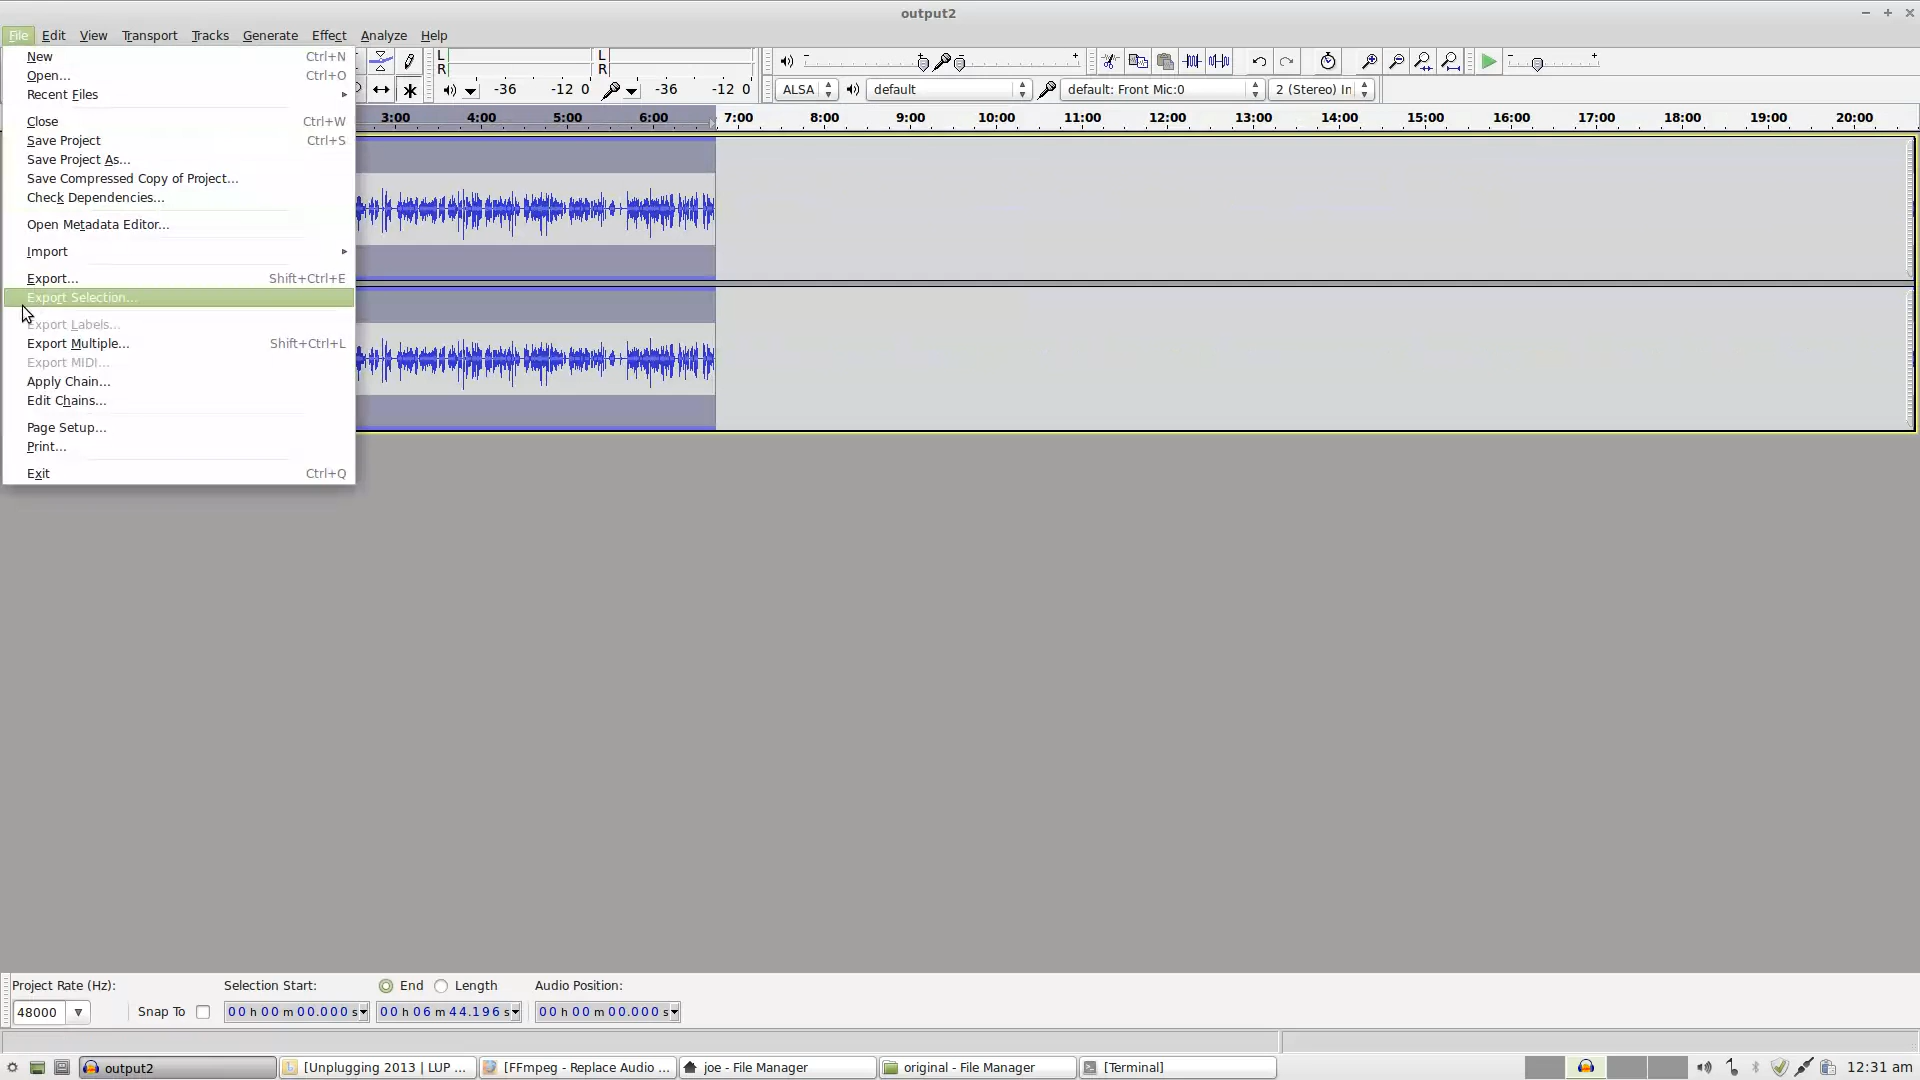 output2
File Edit View Transport Tracks Generate Effect Analyze Help
New Ctrl+N
Open... Ctrl+O
Recent Files
Close Ctrl+W
Save Project Ctrl+S
Save Project As...
Save Compressed Copy of Project...
Check Dependencies...
Open Metadata Editor...
Import
Export... Shift+Ctrl+E
Export Selection...
Export Labels...
Export Multiple... Shift+Ctrl+L
Export MIDI...
Apply Chain...
Edit Chains...
Page Setup...
Print...
Exit Ctrl+Q
L L
R R
-36 -12 0 -36 -12 0
- + - + - +
ALSA default default: Front Mic:0 2 (Stereo) In
3:00 4:00 5:00 6:00 7:00 8:00 9:00 10:00 11:00 12:00 13:00 14:00 15:00 16:00 17:00 18:00 19:00 20:00
Project Rate (Hz): Selection Start: End Length Audio Position:
48000 Snap To 00 h 00 m 00.000 s 00 h 06 m 44.196 s 00 h 00 m 00.000 s
output2 [Unplugging 2013 | LUP ... [FFmpeg - Replace Audio ... joe - File Manager original - File Manager [Terminal] 12:31 am